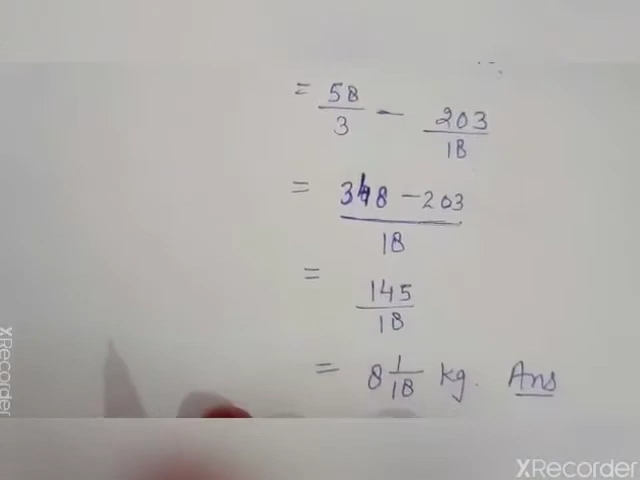 = 58/3 - 203/18
= 348 - 203/18
= 145/18
= 8 1/18 kg. Ans
XRecorder
XRecorder